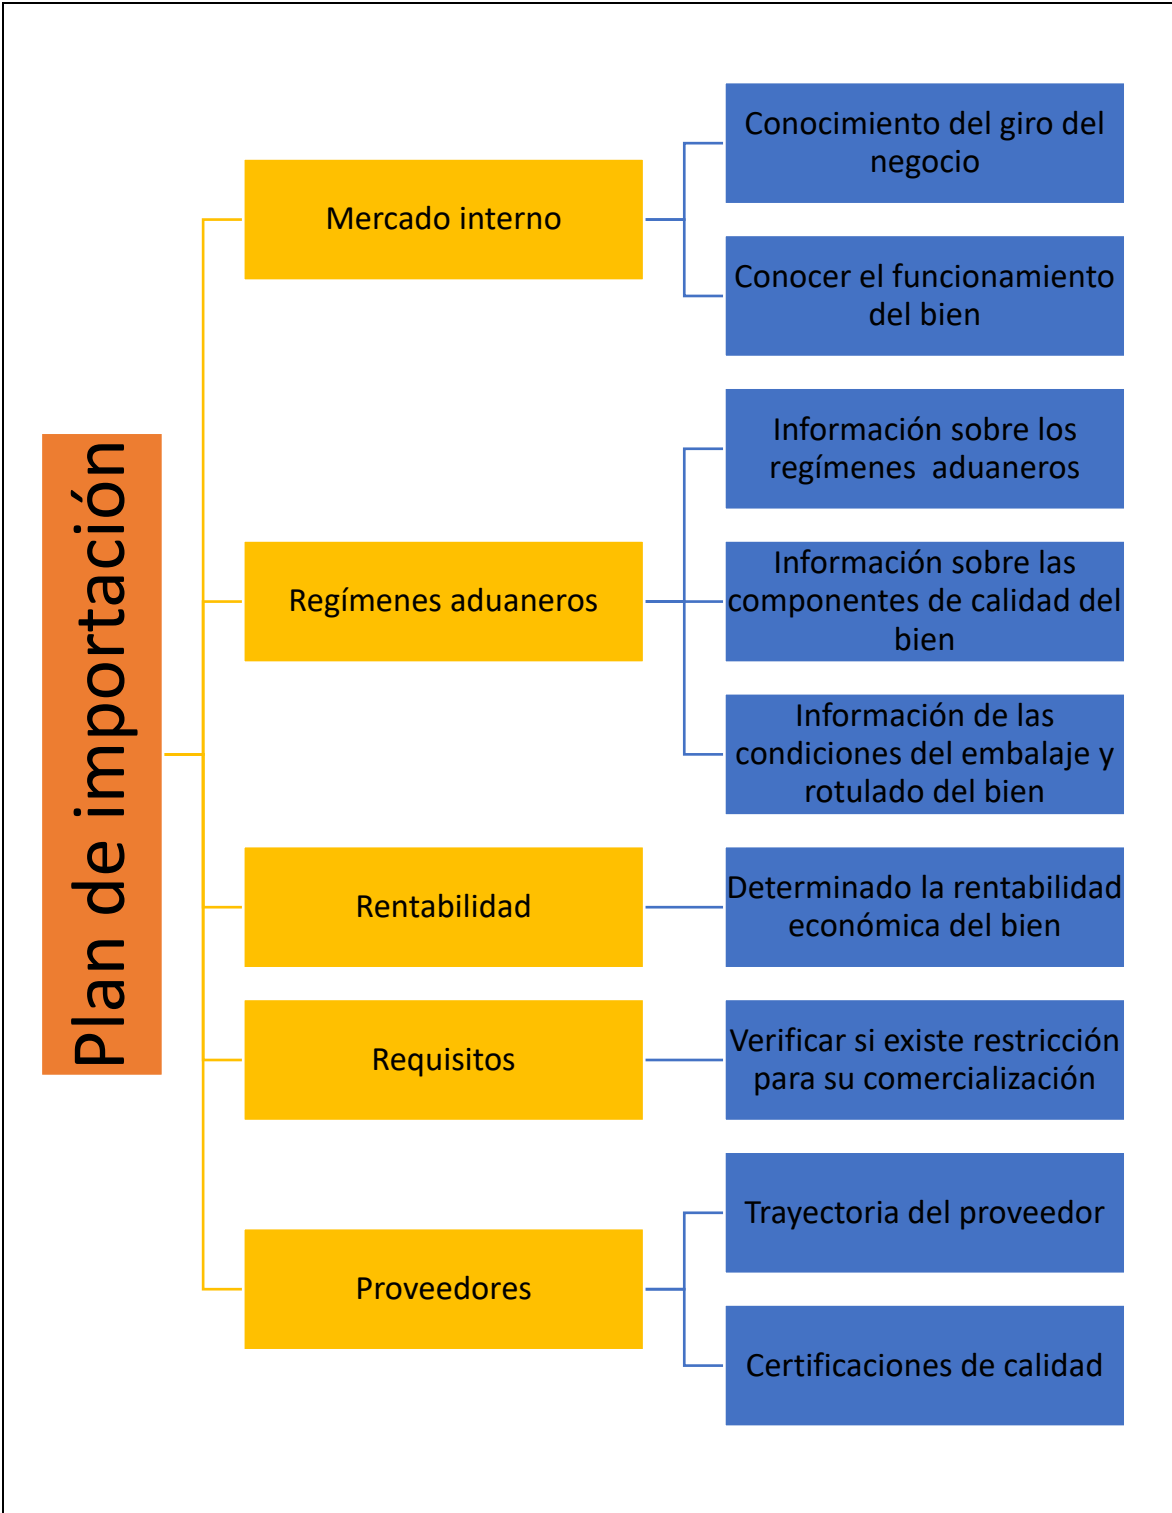 Plan de importación
Mercado interno
Conocimiento del giro del
negocio
Conocer el funcionamiento
del bien
Regímenes aduaneros
Información sobre los
regímenes  aduaneros
Información sobre las
componentes de calidad del
bien
Información de las
condiciones del embalaje y
rotulado del bien
Rentabilidad
Determinado la rentabilidad
económica del bien
Requisitos
Verificar si existe restricción
para su comercialización
Proveedores
Trayectoria del proveedor
Certificaciones de calidad